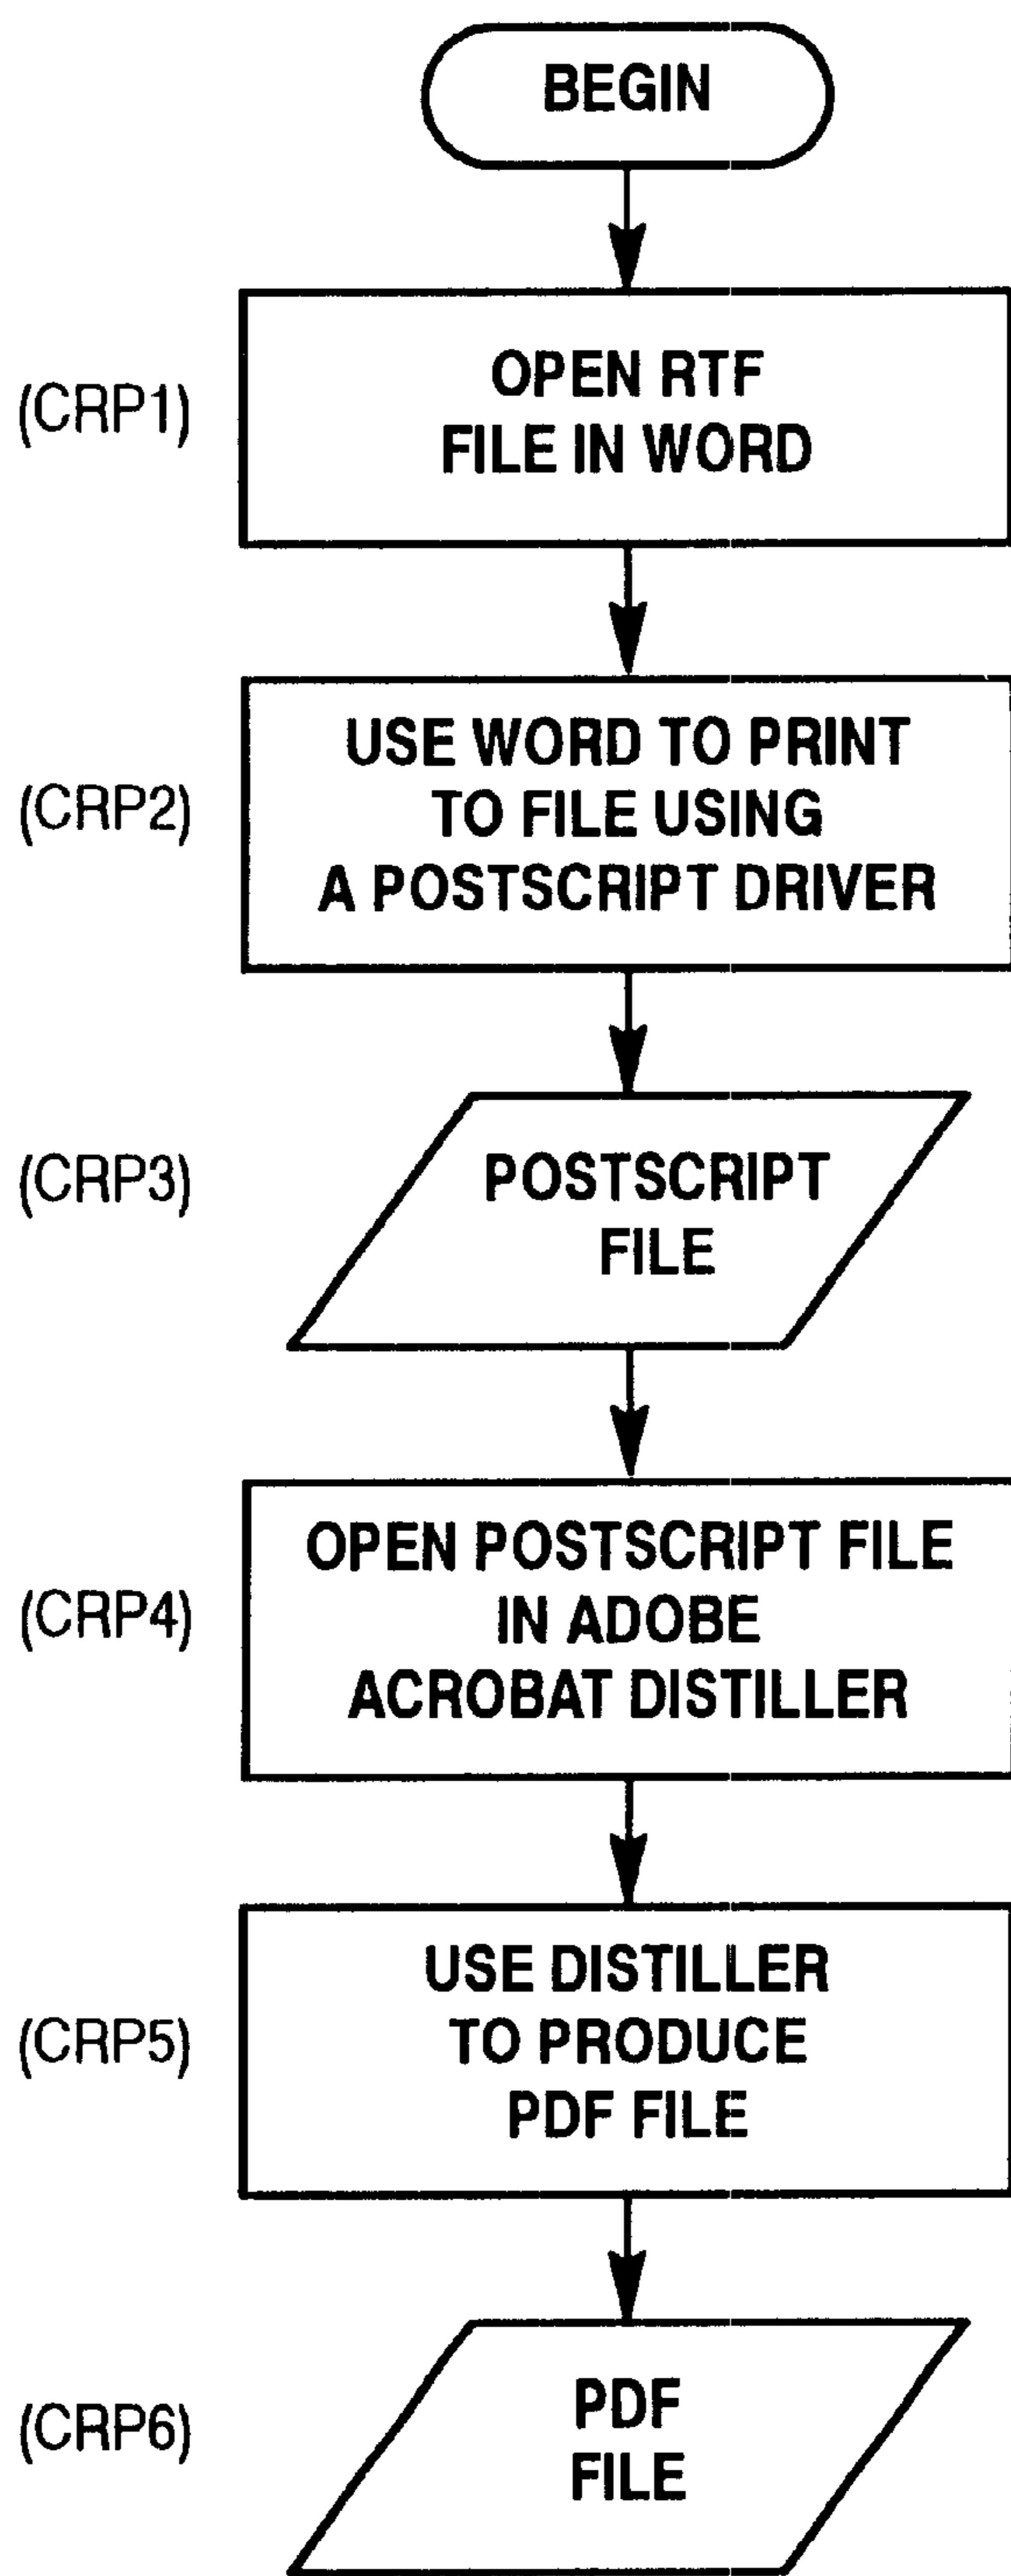 BEGIN
(CRP1)
OPEN RTF
FILE IN WORD
(CRP2)
USE WORD TO PRINT
TO FILE USING
A POSTSCRIPT DRIVER
(CRP3)
POSTSCRIPT
FILE
(CRP4)
OPEN POSTSCRIPT FILE
IN ADOBE
ACROBAT DISTILLER
(CRP5)
USE DISTILLER
TO PRODUCE
PDF FILE
(CRP6)
PDF
FILE